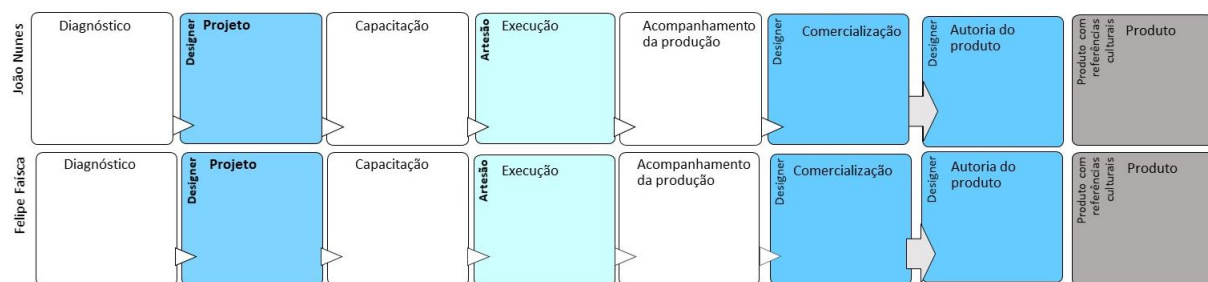 João Nunes
Diagnóstico
Designer
Projeto
Capacitação
Artesão
Execução
Acompanhamento
da produção
Designer
Comercialização
Designer
Autoria do
produto
Produto com
referências
culturais
Produto
Felipe Faisca
Diagnóstico
Designer
Projeto
Capacitação
Artesão
Execução
Acompanhamento
da produção
Designer
Comercialização
Designer
Autoria do
produto
Produto com
referências
culturais
Produto